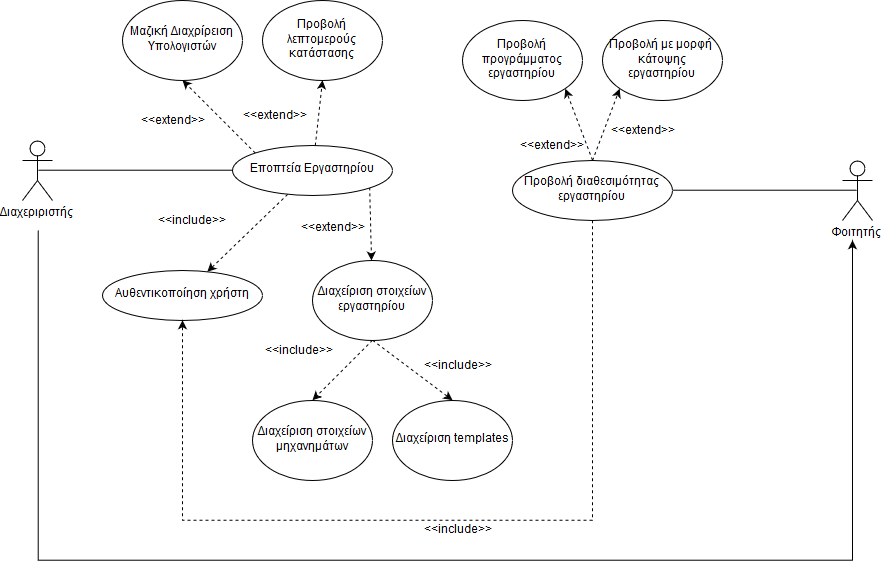 Μαζική Διαχρίρειση
Υπολογιστών
Προβολή
λεπτομερούς
κατάστασης
Προβολή
προγράμματος
εργαστηρίου
Προβολή με μορφή
κάτοψης
εργαστηρίου
<<extend>>
<<extend>>
<<extend>>
<<extend>>
Εποπτεία Εργαστηρίου
Προβολή διαθεσιμότητας
εργαστηρίου
Διαχεριριστής
Φοιτητής
<<include>>
<<extend>>
Αυθεντικοποίηση χρήστη
Διαχείριση στοιχείων
εργαστηρίου
<<include>>
<<include>>
Διαχείριση στοιχείων
μηχανημάτων
Διαχείριση templates
<<include>>